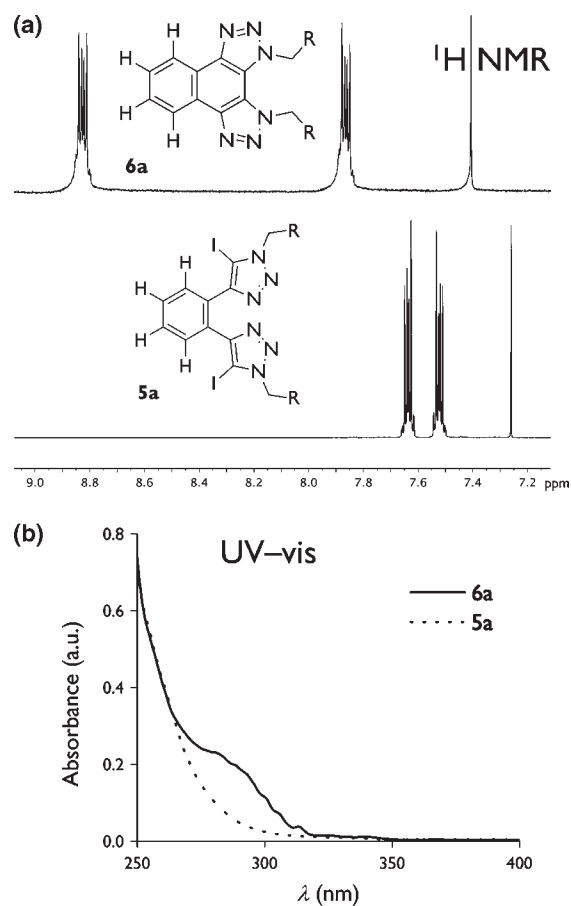 (a)
¹H NMR
H
N=N
N
R
H
H
H
N
R
N=N
6a
I
R
H
N
N
N
H
H
N
N
H
I
N
R
5a
9.0 8.8 8.6 8.4 8.2 8.0 7.8 7.6 7.4 7.2 ppm
(b)
UV–vis
6a
5a
Absorbance (a.u.)
0.8
0.6
0.4
0.2
0.0
250 300 350 400
λ (nm)